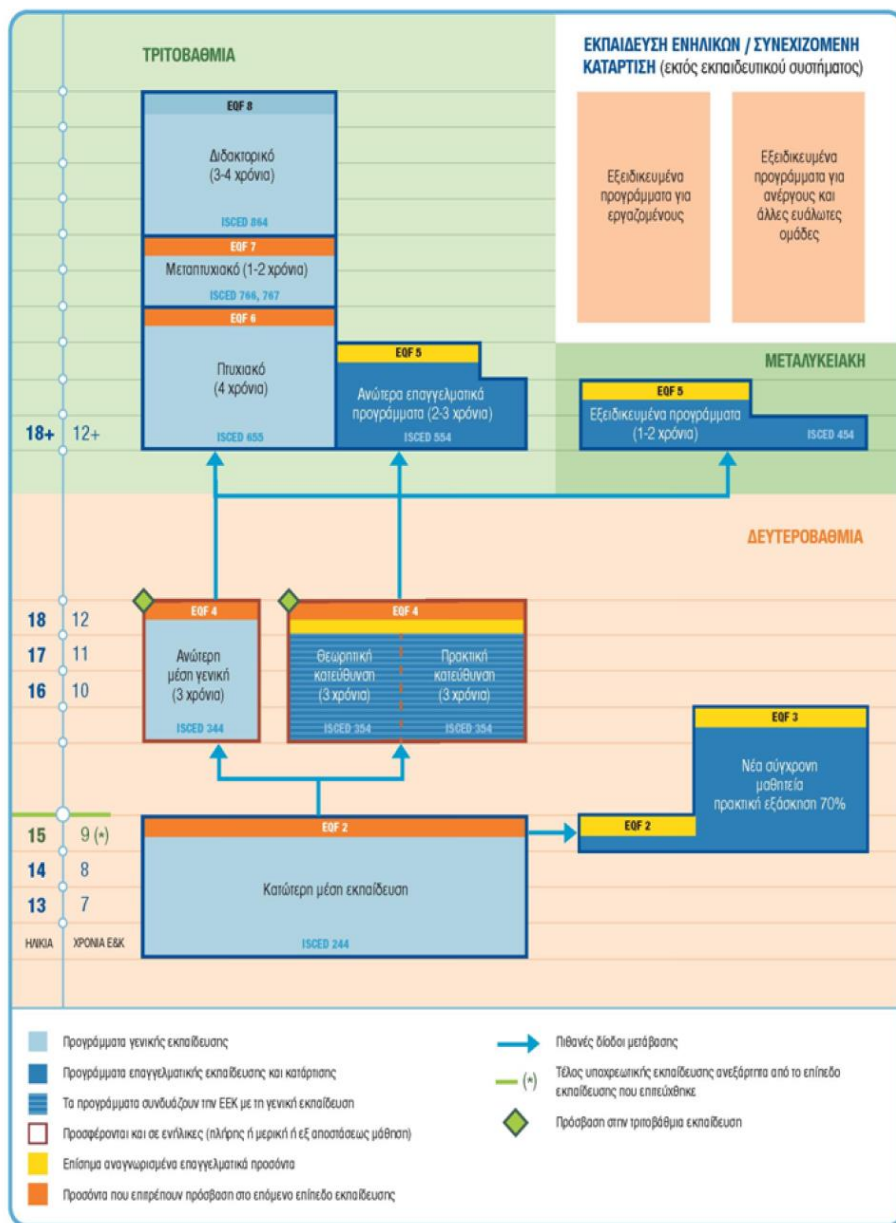 ΤΡΙΤΟΒΑΘΜΙΑ
ΕΚΠΑΙΔΕΥΣΗ ΕΝΗΛΙΚΩΝ / ΣΥΝΕΧΙΖΟΜΕΝΗ
ΚΑΤΑΡΤΙΣΗ (εκτός εκπαιδευτικού συστήματος)
Εξειδικευμένα
προγράμματα για
εργαζομένους
Εξειδικευμένα
προγράμματα για
ανέργους και
άλλες ευάλωτες
ομάδες
EQF 8
Διδακτορικό
(3-4 χρόνια)
ISCED 864
EQF 7
Μεταπτυχιακό (1-2 χρόνια)
ISCED 766, 767
EQF 6
Πτυχιακό
(4 χρόνια)
ISCED 655
EQF 5
Ανώτερα επαγγελματικά
προγράμματα (2-3 χρόνια)
ISCED 554
ΜΕΤΑΛΥΚΕΙΑΚΗ
EQF 5
Εξειδικευμένα προγράμματα
(1-2 χρόνια)
ISCED 454
18+ 12+
ΔΕΥΤΕΡΟΒΑΘΜΙΑ
18 12
17 11
16 10
EQF 4
Ανώτερη
μέση γενική
(3 χρόνια)
ISCED 344
EQF 4
Θεωρητική
κατεύθυνση
(3 χρόνια)
ISCED 354
Πρακτική
κατεύθυνση
(3 χρόνια)
ISCED 354
EQF 3
Νέα σύγχρονη
μαθητεία
πρακτική εξάσκηση 70%
EQF 2
15 9 (*)
14 8
13 7
ΗΛΙΚΙΑ ΧΡΟΝΙΑ Ε&Κ
EQF 2
Κατώτερη μέση εκπαίδευση
ISCED 244
Προγράμματα γενικής εκπαίδευσης
Προγράμματα επαγγελματικής εκπαίδευσης και κατάρτισης
Τα προγράμματα συνδυάζουν την ΕΕΚ με τη γενική εκπαίδευση
Προσφέρονται και σε ενήλικες (πλήρης ή μερική ή εξ αποστάσεως μάθηση)
Επίσημα αναγνωρισμένα επαγγελματικά προσόντα
Προσόντα που επιτρέπουν πρόσβαση στο επόμενο επίπεδο εκπαίδευσης
Πιθανές δίοδοι μετάβασης
(*) Τέλος υποχρεωτικής εκπαίδευσης ανεξάρτητα από το επίπεδο
εκπαίδευσης που επιτεύχθηκε
Πρόσβαση στην τριτοβάθμια εκπαίδευση